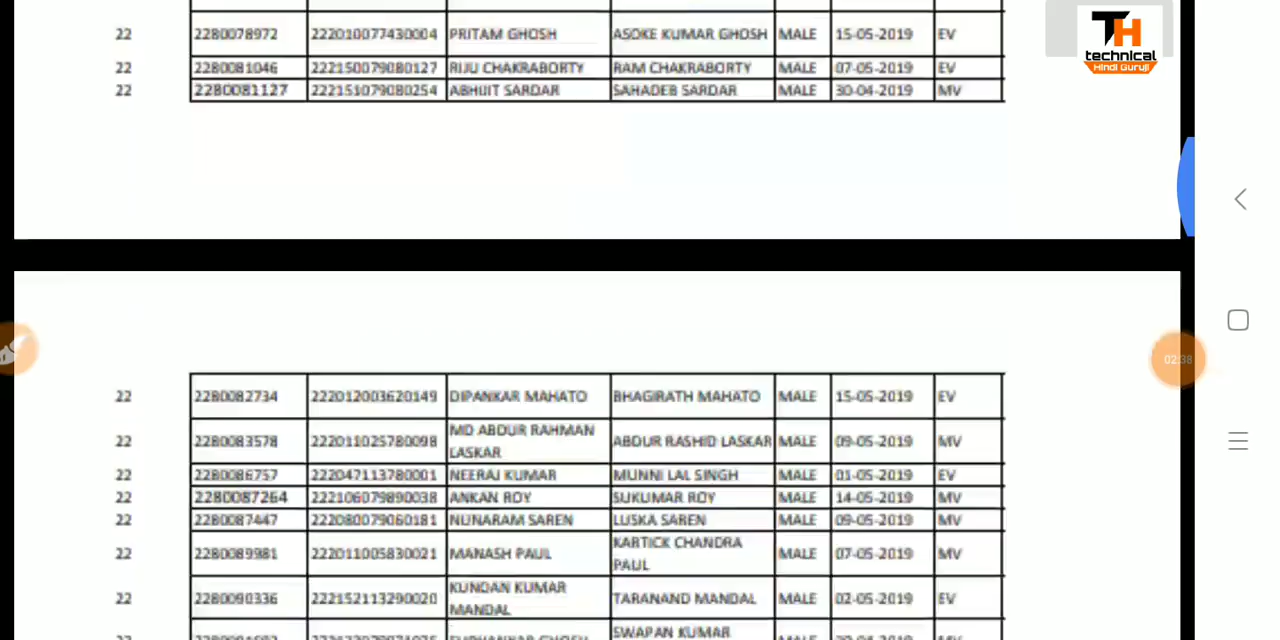 22 2280078972 222010077430004 PRITAM GHOSH ASOKE KUMAR GHOSH MALE 15-05-2019 EV
22 2280081046 222150079080127 RIJU CHAKRABORTY RAM CHAKRABORTY MALE 07-05-2019 EV
22 2280081127 222151079080254 ABHIJIT SARDAR SAHADEB SARDAR MALE 30-04-2019 MV
TH
technical
Hindi Guruji
02:38
22 2280082734 222012003620149 DIPANKAR MAHATO BHAGIRATH MAHATO MALE 15-05-2019 EV
22 2280083578 222011025780098 MD ABDUR RAHMAN LASKAR ABDUR RASHID LASKAR MALE 09-05-2019 MV
22 2280086757 222047113780001 NEERAJ KUMAR MUNNI LAL SINGH MALE 01-05-2019 EV
22 2280087264 222106079890038 ANKAN ROY SUKUMAR ROY MALE 14-05-2019 MV
22 2280087447 222080079060181 NUNARAM SAREN LUSKA SAREN MALE 09-05-2019 MV
22 2280089981 222011005830021 MANASH PAUL KARTICK CHANDRA PAUL MALE 07-05-2019 MV
22 2280090336 222152113290020 KUNDAN KUMAR MANDAL TARANAND MANDAL MALE 02-05-2019 EV
SWAPAN KUMAR